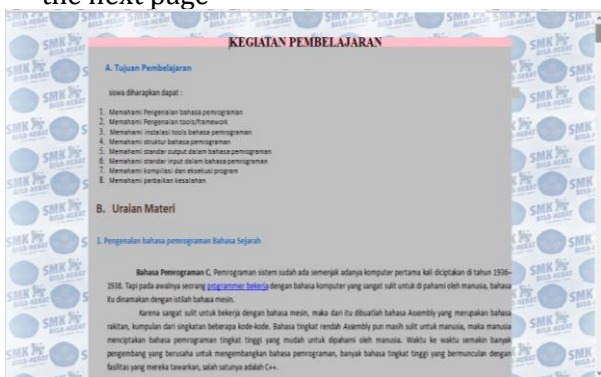 the next page
KEGIATAN PEMBELAJARAN
A. Tujuan Pembelajaran
siswa diharapkan dapat :
1. Memahami Pengenalan bahasa pemrograman
2. Memahami Pengenalan tools/framework
3. Memahami instalasi tools bahasa pemrograman
4. Memahami struktur bahasa pemrograman
5. Memahami standar output dalam bahasa pemrograman
6. Memahami standar input dalam bahasa pemrograman
7. Memahami kompilasi dan eksekusi program
8. Memahami perbaikan kesalahan
B. Uraian Materi
1. Pengenalan bahasa pemrograman Bahasa Sejarah
Bahasa Pemrograman C, Pemrograman sistem sudah ada semenjak adanya komputer pertama kali diciptakan di tahun 1936–
1938. Tapi pada awalnya seorang programmer bekerja dengan bahasa yang sangat sulit untuk di pahami oleh manusia, bahasa
itu dinamakan dengan istilah bahasa mesin.
Karena sangat sulit untuk bekerja dengan bahasa mesin, maka dari itu dibuatlah bahasa Assembly yang merupakan bahasa
rakitan, kumpulan dari singkatan beberapa kode-kode. Bahasa tingkat rendah Assembly pun masih sulit untuk manusia, maka manusia
menciptakan bahasa pemrograman tingkat tinggi yang mudah untuk dipahami oleh manusia. Waktu ke waktu semakin banyak
pengembang yang berusaha untuk mengembangkan bahasa pemrograman, banyak bahasa tingkat tinggi yang bermunculan dengan
fasilitas yang mereka tawarkan, salah satunya adalah C++.
SMK
BISA-HEBAT